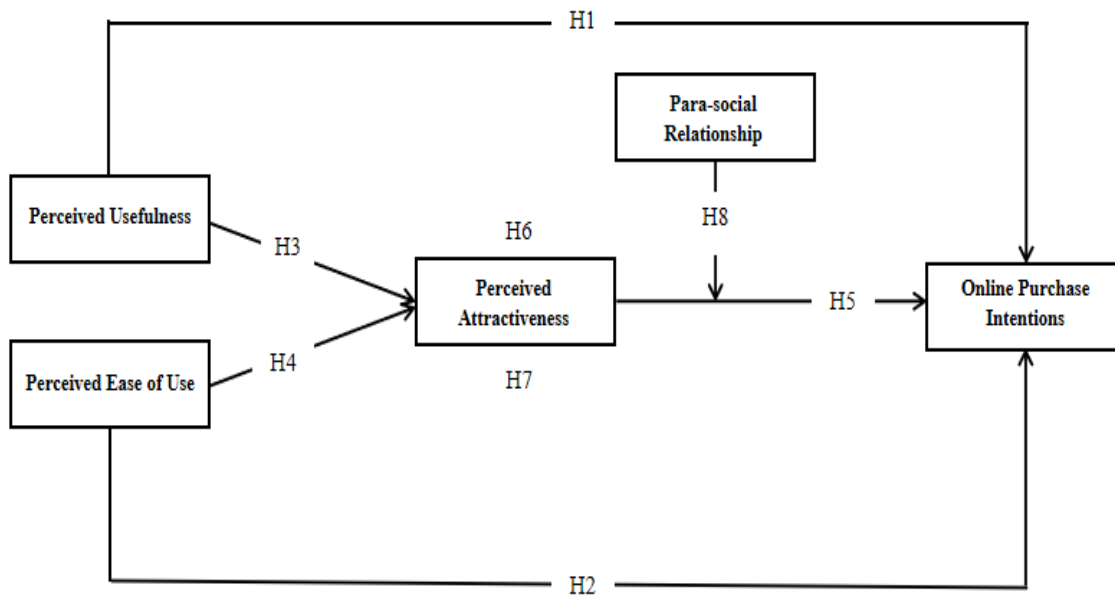 H1
Para-social
Relationship
Perceived Usefulness
H3
H6
H8
Perceived
Attractiveness
H5
Online Purchase
Intentions
Perceived Ease of Use
H4
H7
H2